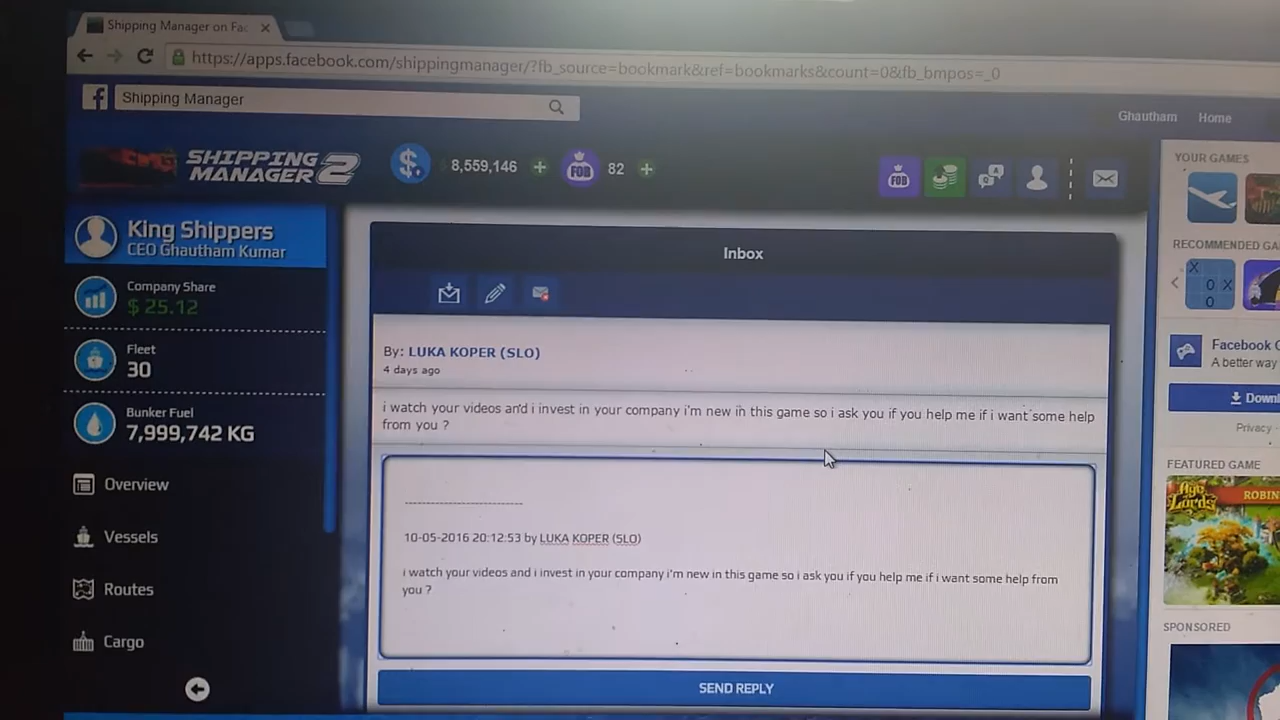 Shipping Manager on Fac
https://apps.facebook.com/shippingmanager/?fb_source=bookmark&ref=bookmarks&count=0&fb_bmpos=_0
Shipping Manager
Ghautham
Home
SHIPPING
MANAGER 2
8,559,146
FOB
82
FOB
YOUR GAMES
King Shippers
CEO Ghautham Kumar
Inbox
RECOMMENDED GA
Company Share
$ 25.12
Fleet
30
By: LUKA KOPER (SLO)
4 days ago
Facebook G
A better way
Downl
Privacy
Bunker Fuel
7,999,742 KG
i watch your videos and i invest in your company i'm new in this game so i ask you if you help me if i want some help
from you ?
FEATURED GAME
Age of
Lords
ROBIN
Overview
Vessels
Routes
Cargo
---------------------------
10-05-2016 20:12:53 by LUKA KOPER (SLO)
i watch your videos and i invest in your company i'm new in this game so i ask you if you help me if i want some help from
you ?
SPONSORED
SEND REPLY